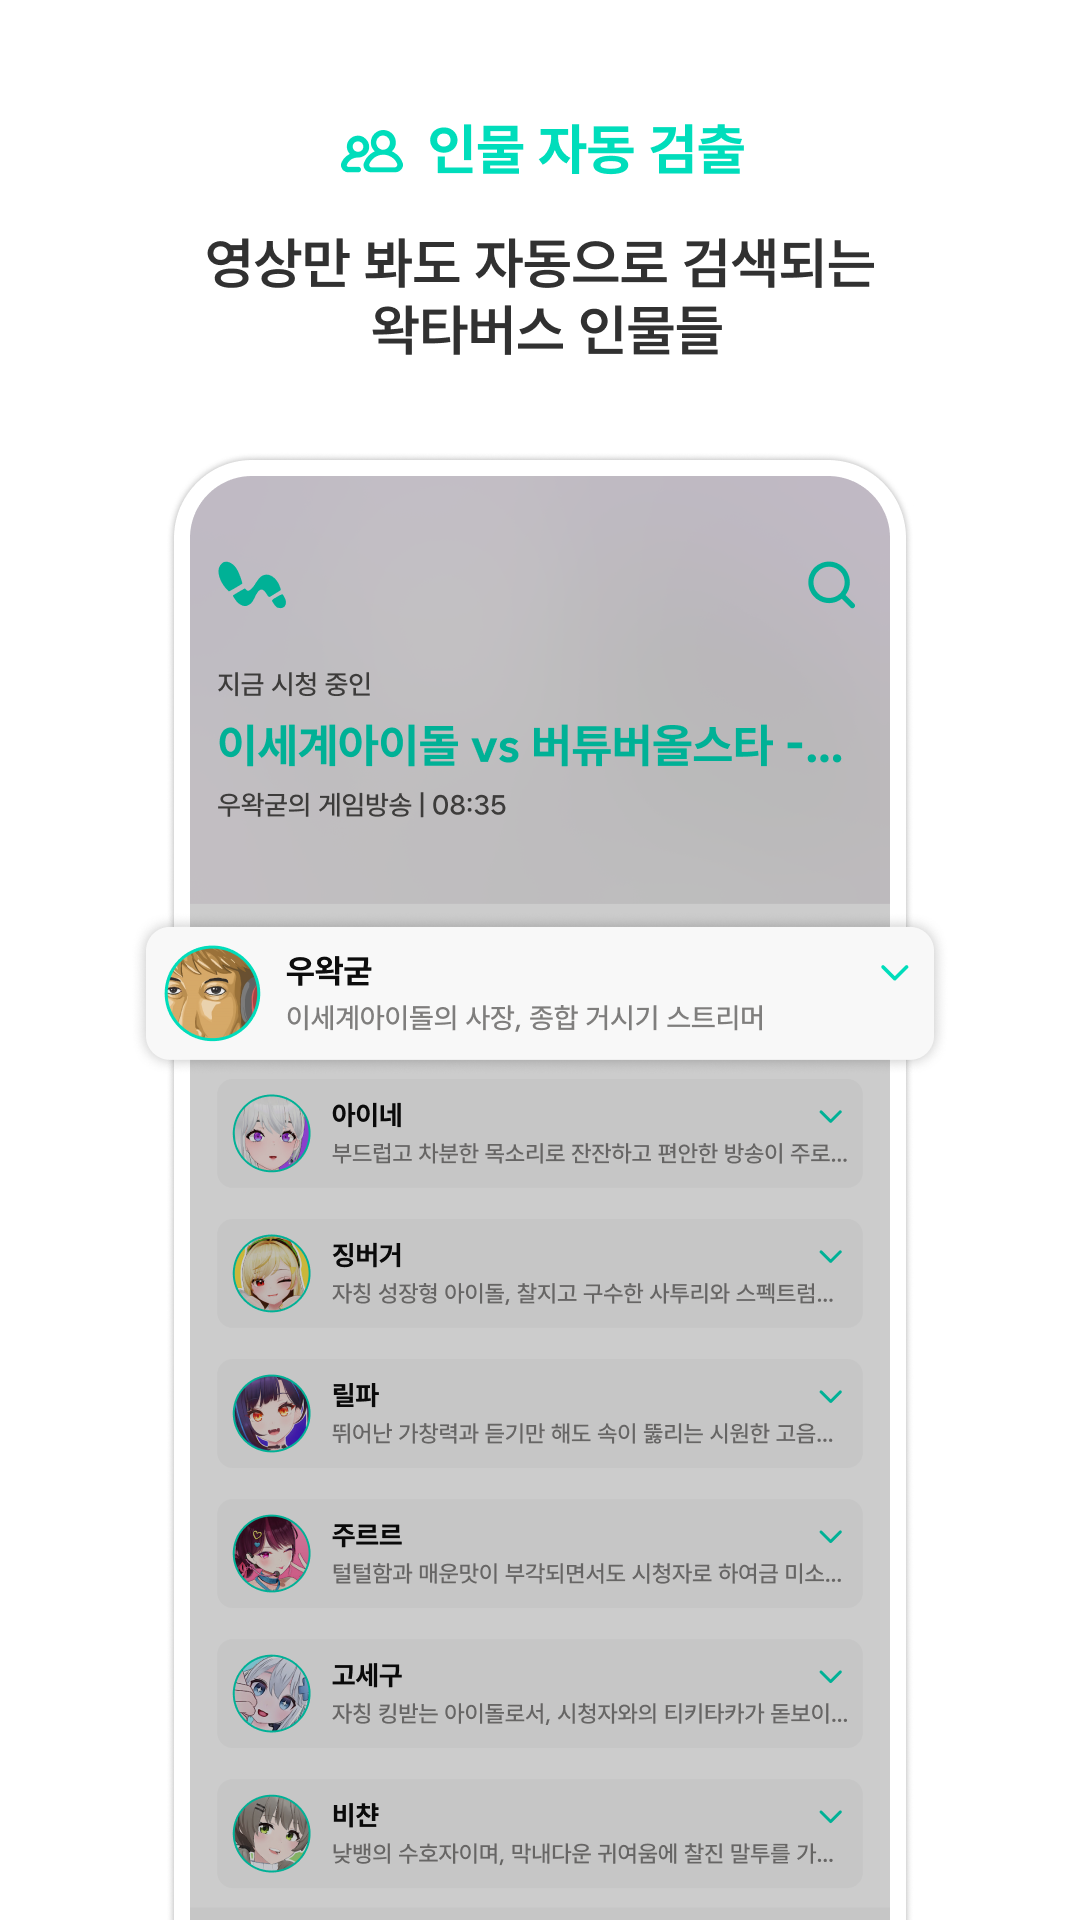 인물 자동 검출
영상만 봐도 자동으로 검색되는
왁타버스 인물들
지금 시청 중인
이세계아이돌 vs 버튜버올스타 -...
우왁굳의 게임방송 | 08:35
우왁굳
이세계아이돌의 사장, 종합 거시기 스트리머
아이네
부드럽고 차분한 목소리로 잔잔하고 편안한 방송이 주로...
징버거
자칭 성장형 아이돌, 찰지고 구수한 사투리와 스펙트럼...
릴파
뛰어난 가창력과 듣기만 해도 속이 뚫리는 시원한 고음...
주르르
털털함과 매운맛이 부각되면서도 시청자로 하여금 미소...
고세구
자칭 킹받는 아이돌로서, 시청자와의 티키타카가 돋보이...
비챤
낮뱅의 수호자이며, 막내다운 귀여움에 찰진 말투를 가...